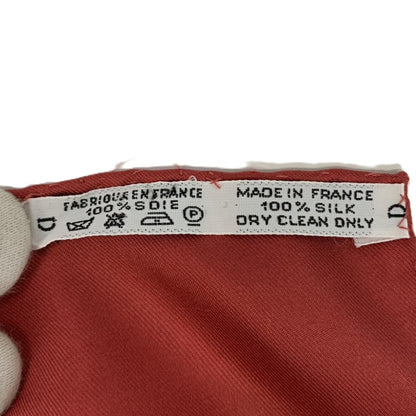 FABRIQUE EN FRANCE
100% SOIE
P
MADE IN FRANCE
100% SILK
DRY CLEAN ONLY
D
D